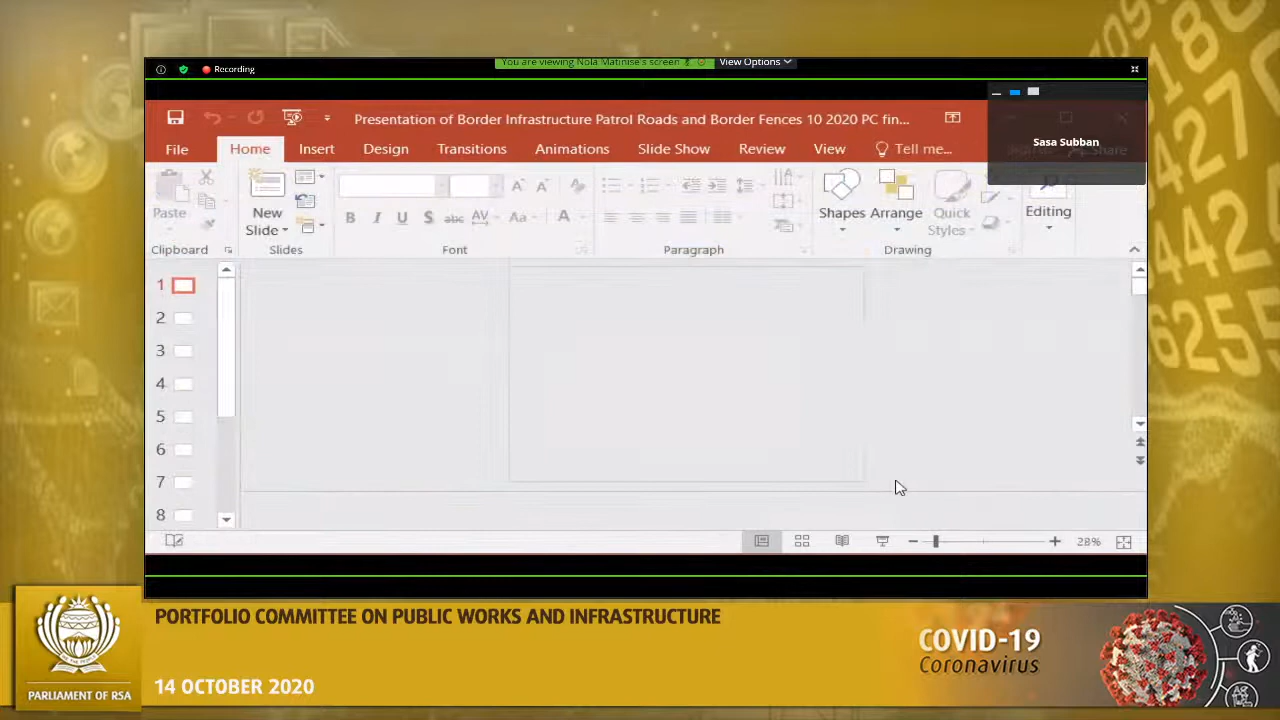 Recording
You are viewing Nola Matinise's screen
View Options
Presentation of Border Infrastructure Patrol Roads and Border Fences 10 2020 PC fin...
Sasa Subban
File Home Insert Design Transitions Animations Slide Show Review View Tell me... Share
Paste
New
Slide
Shapes Arrange Quick
Styles
Editing
Clipboard Slides Font Paragraph Drawing
1
2
3
4
5
6
7
8
28%
PORTFOLIO COMMITTEE ON PUBLIC WORKS AND INFRASTRUCTURE
14 OCTOBER 2020
PARLIAMENT OF RSA
COVID-19
Coronavirus